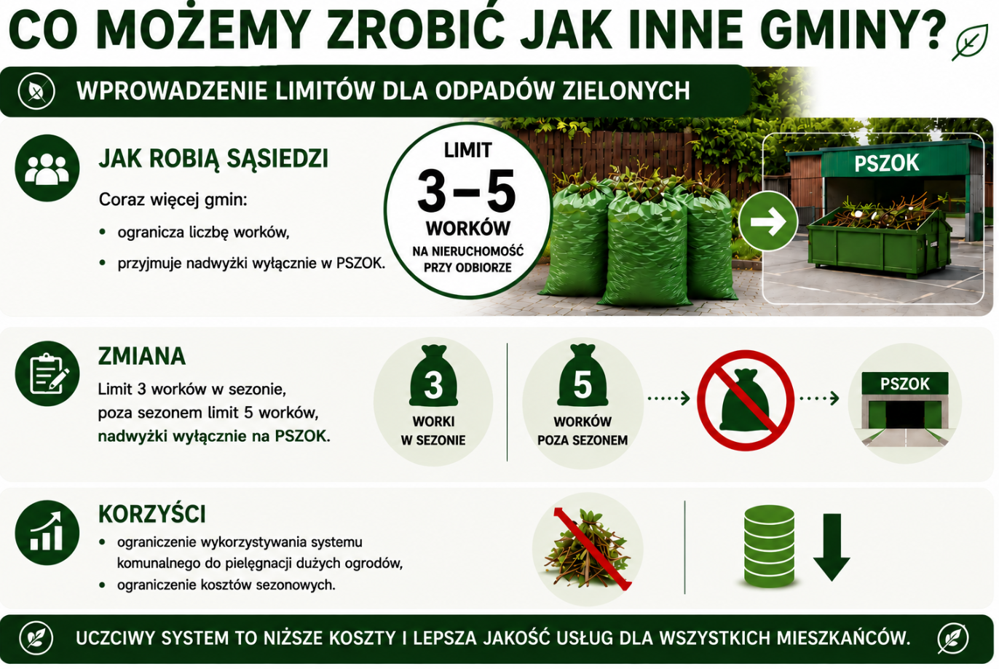 CO MOŻEMY ZROBIĆ JAK INNE GMINY?
WPROWADZENIE LIMITÓW DLA ODPADÓW ZIELONYCH
JAK ROBIĄ SĄSIEDZI
Coraz więcej gmin:
• ogranicza liczbę worków,
• przyjmuje nadwyżki wyłącznie w PSZOK.
LIMIT
3–5
WORKÓW
NA NIERUCHOMOŚĆ
PRZY ODBIORZE
PSZOK
ZMIANA
Limit 3 worków w sezonie,
poza sezonem limit 5 worków,
nadwyżki wyłącznie na PSZOK.
3
WORKI
W SEZONIE
5
WORKÓW
POZA SEZONEM
PSZOK
KORZYŚCI
• ograniczenie wykorzystywania systemu
komunalnego do pielęgnacji dużych ogrodów,
• ograniczenie kosztów sezonowych.
UCZCIWY SYSTEM TO NIŻSZE KOSZTY I LEPSZA JAKOŚĆ USŁUG DLA WSZYSTKICH MIESZKAŃCÓW.